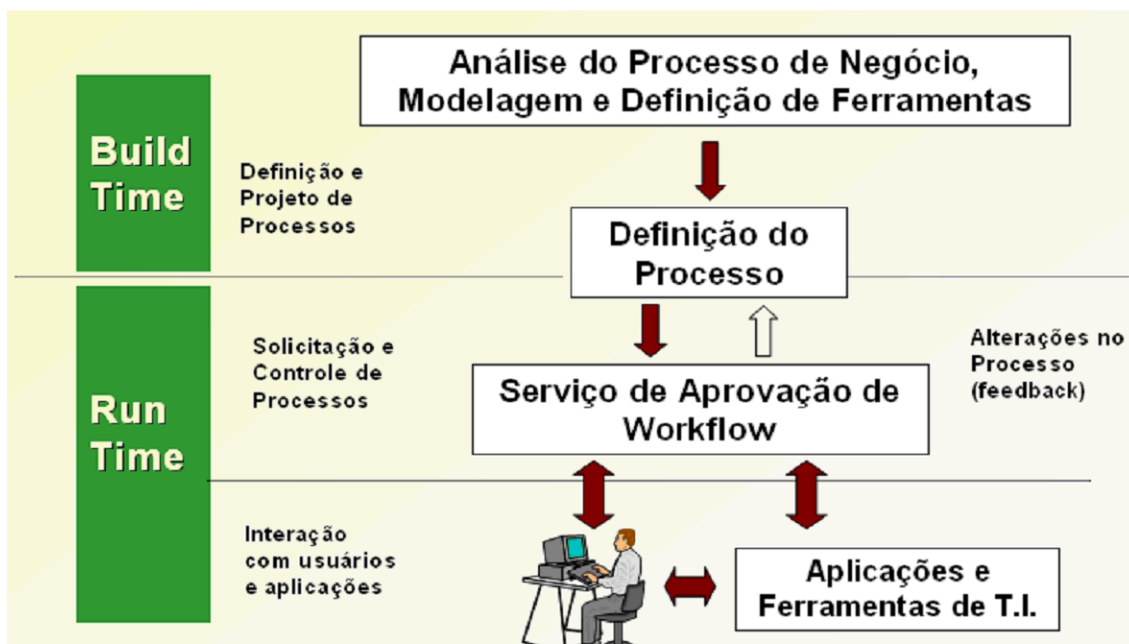 Análise do Processo de Negócio,
Modelagem e Definição de Ferramentas
Build
Time
Definição e
Projeto de
Processos
Definição do
Processo
Solicitação e
Controle de
Processos
Alterações no
Processo
(feedback)
Serviço de Aprovação de
Workflow
Run
Time
Interação
com usuários
e aplicações
Aplicações e
Ferramentas de T.I.